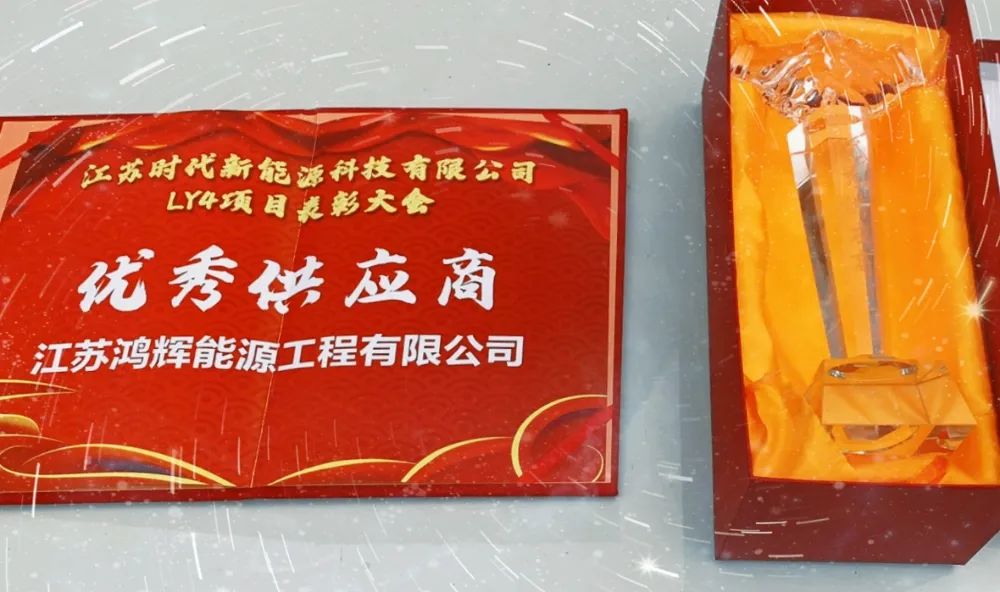 江苏时代新能源科技有限公司
LY4项目表彰大会
优秀供应商
江苏鸿辉能源工程有限公司